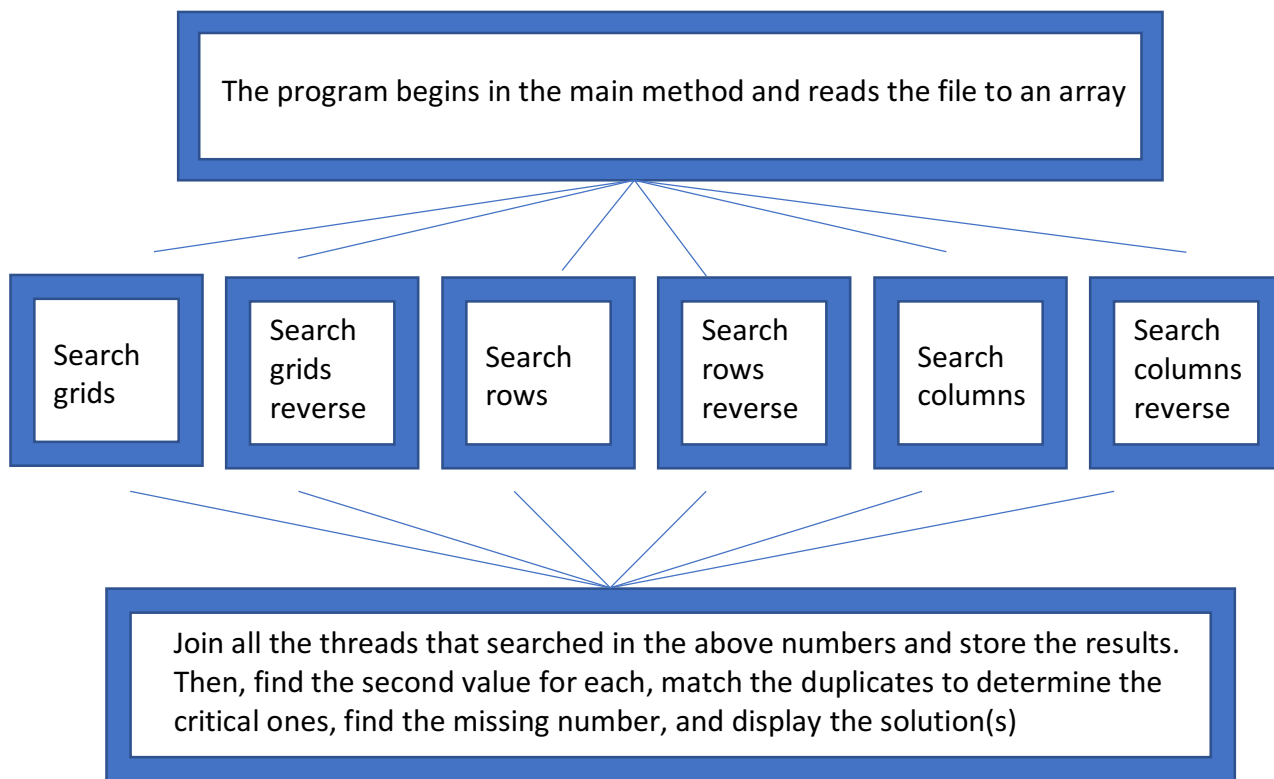 The program begins in the main method and reads the file to an array
Search
grids
Search
grids
reverse
Search
rows
Search
rows
reverse
Search
columns
Search
columns
reverse
Join all the threads that searched in the above numbers and store the results.
Then, find the second value for each, match the duplicates to determine the
critical ones, find the missing number, and display the solution(s)